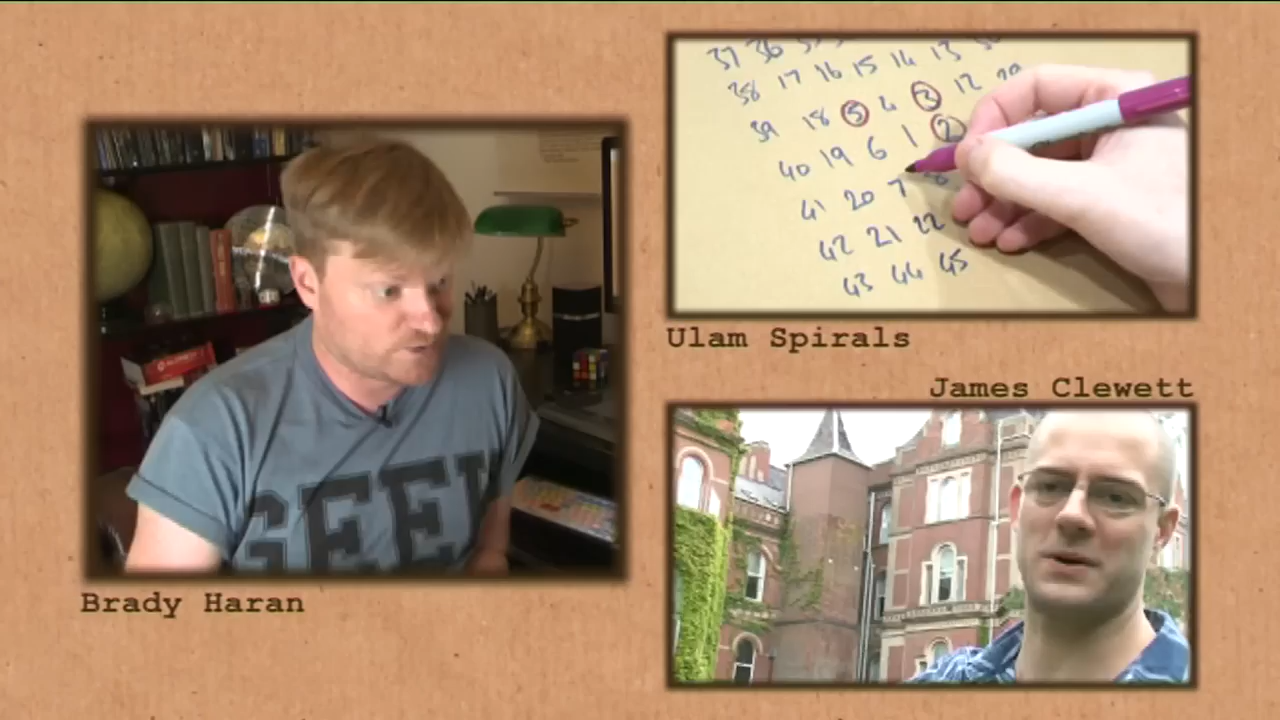 37 36
38 17 16 15 14 13
39 18 5 4 3 12 29
40 19 6 1 2
41 20 7
42 21 22
43 44 45
Ulam Spirals
James Clewett
GEEK
Brady Haran